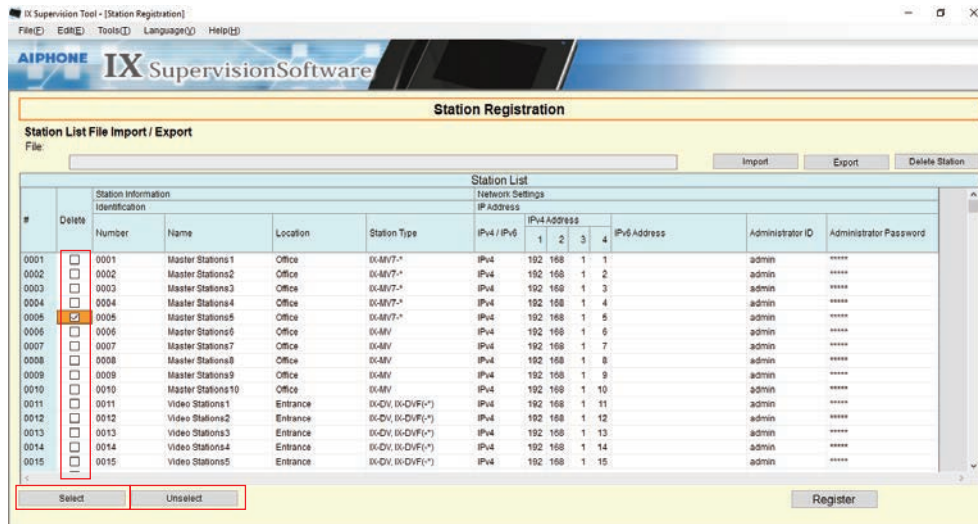 IX Supervision Tool - [Station Registration]
File(F) Edit(E) Tools(T) Language(V) Help(H)
AIPHONE
IX SupervisionSoftware
Station Registration
Station List File Import / Export
File:
Import Export Delete Station
Station List
Station Information Network Settings
Identification IP Address
# Delete Number Name Location Station Type IPv4 / IPv6 IPv4 Address IPv6 Address Administrator ID Administrator Password
1 2 3 4
0001 0001 Master Stations1 Office IX-MV7-* IPv4 192 168 1 1 admin *****
0002 0002 Master Stations2 Office IX-MV7-* IPv4 192 168 1 2 admin *****
0003 0003 Master Stations3 Office IX-MV7-* IPv4 192 168 1 3 admin *****
0004 0004 Master Stations4 Office IX-MV7-* IPv4 192 168 1 4 admin *****
0005 0005 Master Stations5 Office IX-MV7-* IPv4 192 168 1 5 admin *****
0006 0006 Master Stations6 Office IX-MV IPv4 192 168 1 6 admin *****
0007 0007 Master Stations7 Office IX-MV IPv4 192 168 1 7 admin *****
0008 0008 Master Stations8 Office IX-MV IPv4 192 168 1 8 admin *****
0009 0009 Master Stations9 Office IX-MV IPv4 192 168 1 9 admin *****
0010 0010 Master Stations10 Office IX-MV IPv4 192 168 1 10 admin *****
0011 0011 Video Stations1 Entrance IX-DV, IX-DVF(-*) IPv4 192 168 1 11 admin *****
0012 0012 Video Stations2 Entrance IX-DV, IX-DVF(-*) IPv4 192 168 1 12 admin *****
0013 0013 Video Stations3 Entrance IX-DV, IX-DVF(-*) IPv4 192 168 1 13 admin *****
0014 0014 Video Stations4 Entrance IX-DV, IX-DVF(-*) IPv4 192 168 1 14 admin *****
0015 0015 Video Stations5 Entrance IX-DV, IX-DVF(-*) IPv4 192 168 1 15 admin *****
Select Unselect Register